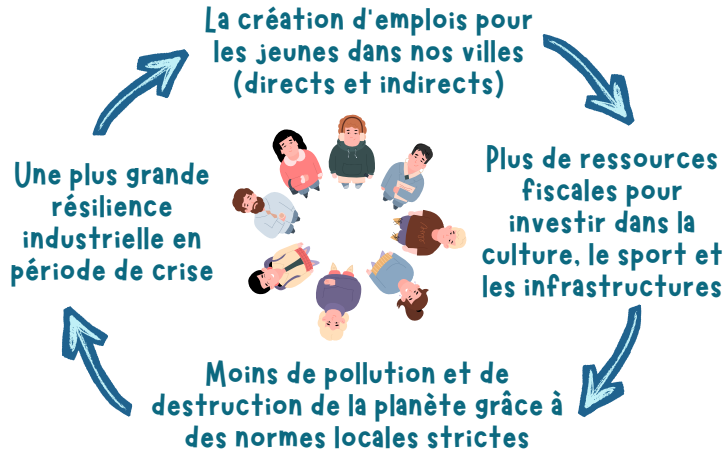 La création d'emplois pour
les jeunes dans nos villes
(directs et indirects)
Plus de ressources
fiscales pour
investir dans la
culture, le sport et
les infrastructures
Moins de pollution et de
destruction de la planète grâce à
des normes locales strictes
Une plus grande
résilience
industrielle en
période de crise